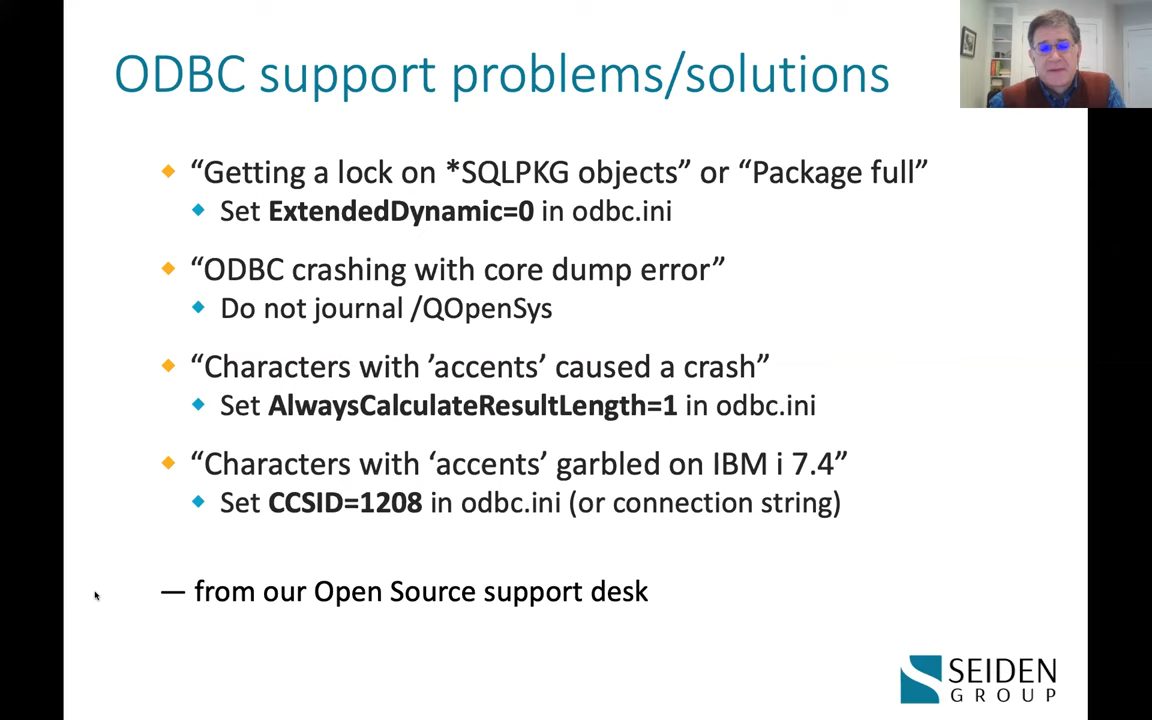 ODBC support problems/solutions
“Getting a lock on *SQLPKG objects” or “Package full”
Set ExtendedDynamic=0 in odbc.ini
“ODBC crashing with core dump error”
Do not journal /QOpenSys
“Characters with ’accents’ caused a crash”
Set AlwaysCalculateResultLength=1 in odbc.ini
“Characters with ‘accents’ garbled on IBM i 7.4”
Set CCSID=1208 in odbc.ini (or connection string)
— from our Open Source support desk
SEIDEN
GROUP